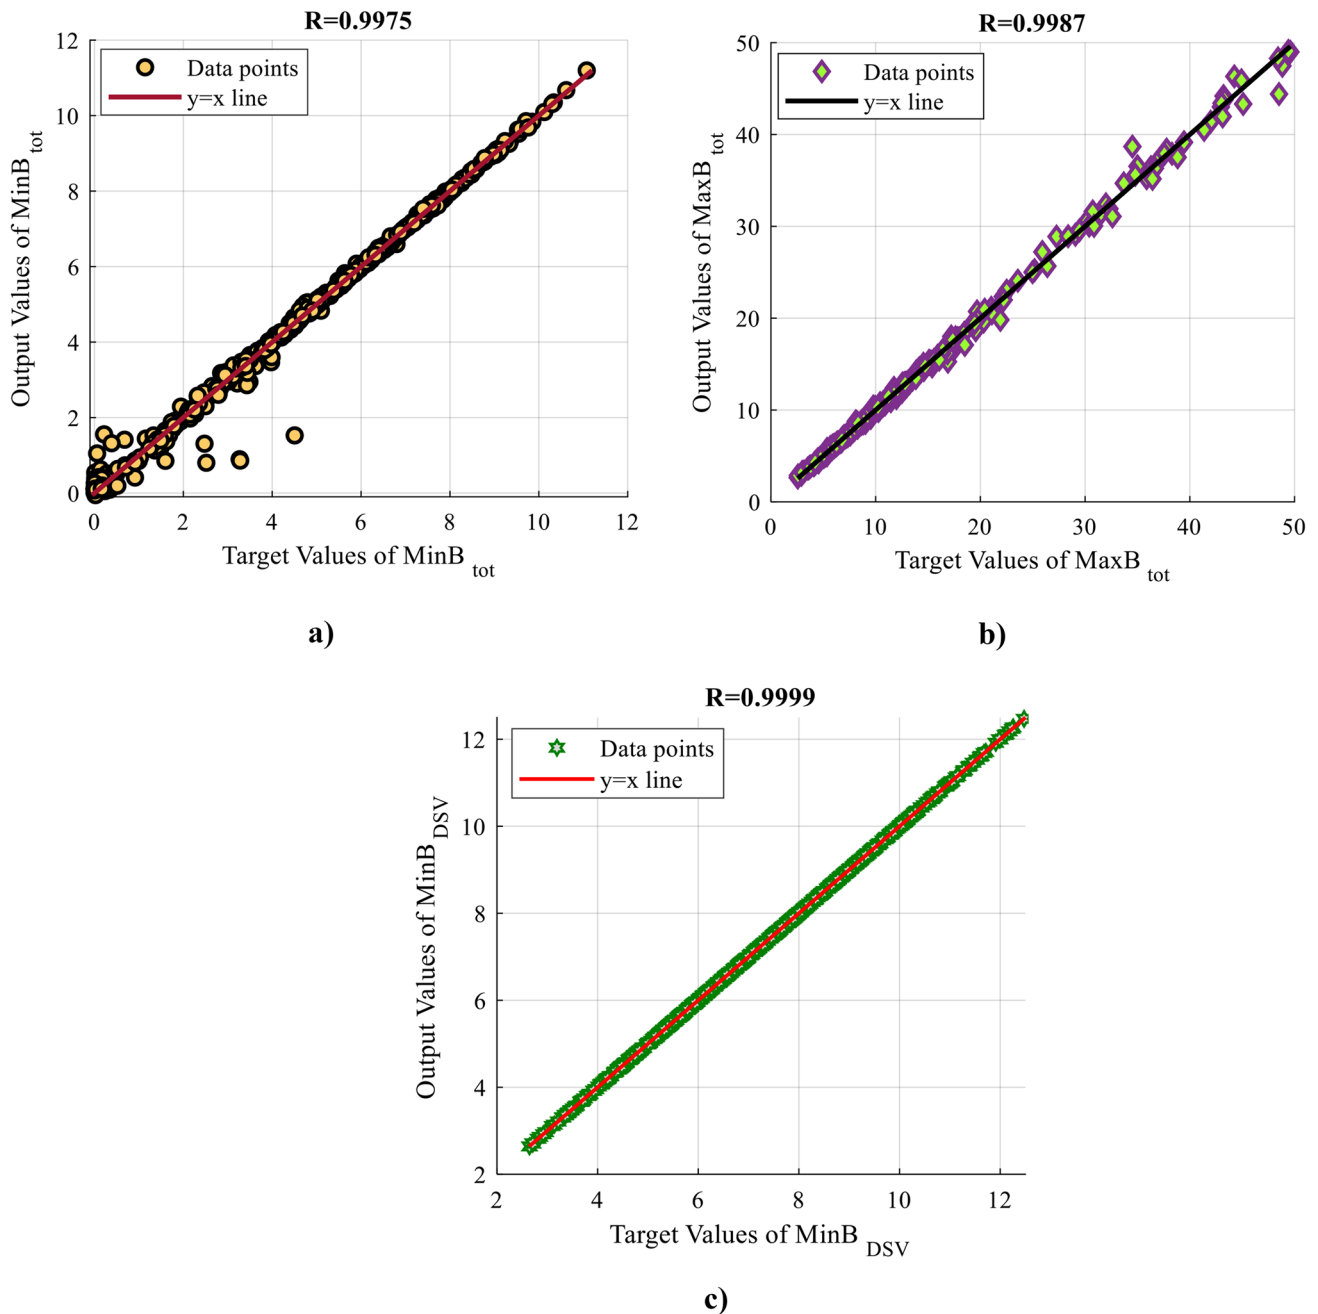 R=0.9975
12
10
8
6
4
2
0
Output Values of MinB tot
Data points
y=x line
0 2 4 6 8 10 12
Target Values of MinB tot
a)
R=0.9987
50
40
30
20
10
0
Output Values of MaxB tot
Data points
y=x line
0 10 20 30 40 50
Target Values of MaxB tot
b)
R=0.9999
12
10
8
6
4
2
Output Values of MinB DSV
Data points
y=x line
2 4 6 8 10 12
Target Values of MinB DSV
c)